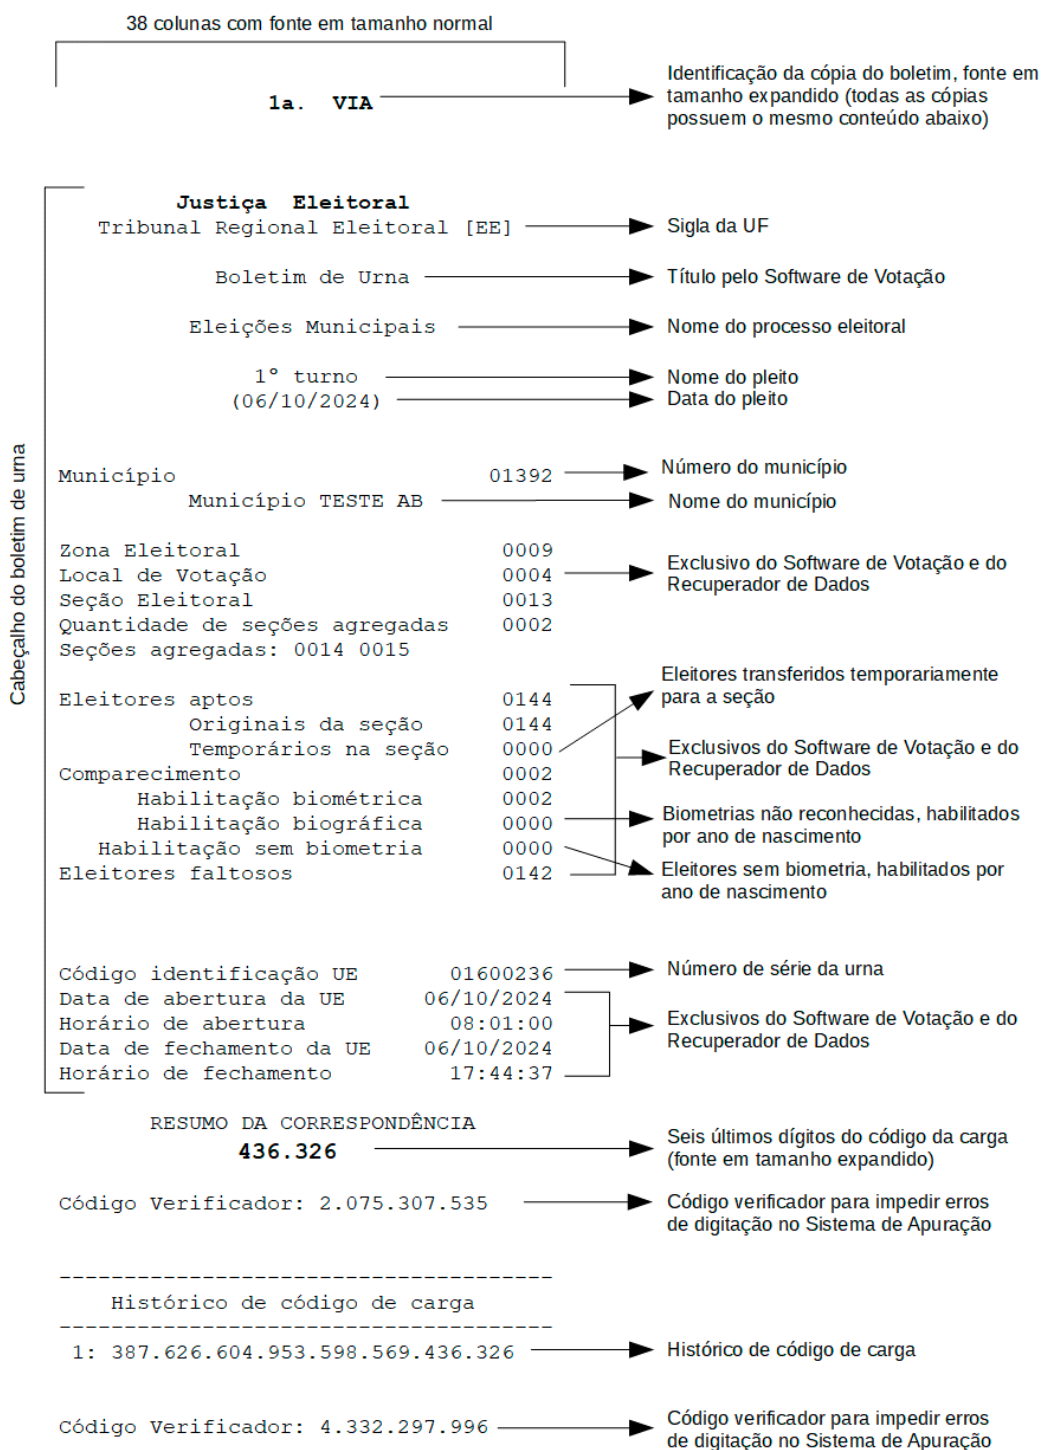 38 colunas com fonte em tamanho normal
1a. VIA
Identificação da cópia do boletim, fonte em
tamanho expandido (todas as cópias
possuem o mesmo conteúdo abaixo)
Cabeçalho do boletim de urna
Justiça Eleitoral
Tribunal Regional Eleitoral [EE]
Sigla da UF
Boletim de Urna
Título pelo Software de Votação
Eleições Municipais
Nome do processo eleitoral
1º turno
Nome do pleito
(06/10/2024)
Data do pleito
Município 01392
Número do município
Município TESTE AB
Nome do município
Zona Eleitoral 0009
Local de Votação 0004
Seção Eleitoral 0013
Exclusivo do Software de Votação e do
Recuperador de Dados
Quantidade de seções agregadas 0002
Seções agregadas: 0014 0015
Eleitores aptos 0144
Originais da seção 0144
Temporários na seção 0000
Eleitores transferidos temporariamente
para a seção
Comparecimento 0002
Habilitação biométrica 0002
Habilitação biográfica 0000
Habilitação sem biometria 0000
Eleitores faltosos 0142
Exclusivos do Software de Votação e do
Recuperador de Dados
Biometrias não reconhecidas, habilitados
por ano de nascimento
Eleitores sem biometria, habilitados por
ano de nascimento
Código identificação UE 01600236
Número de série da urna
Data de abertura da UE 06/10/2024
Horário de abertura 08:01:00
Data de fechamento da UE 06/10/2024
Horário de fechamento 17:44:37
Exclusivos do Software de Votação e do
Recuperador de Dados
RESUMO DA CORRESPONDÊNCIA
436.326
Seis últimos dígitos do código da carga
(fonte em tamanho expandido)
Código Verificador: 2.075.307.535
Código verificador para impedir erros
de digitação no Sistema de Apuração
--------------------------------------
Histórico de código de carga
--------------------------------------
1: 387.626.604.953.598.569.436.326
Histórico de código de carga
Código Verificador: 4.332.297.996
Código verificador para impedir erros
de digitação no Sistema de Apuração